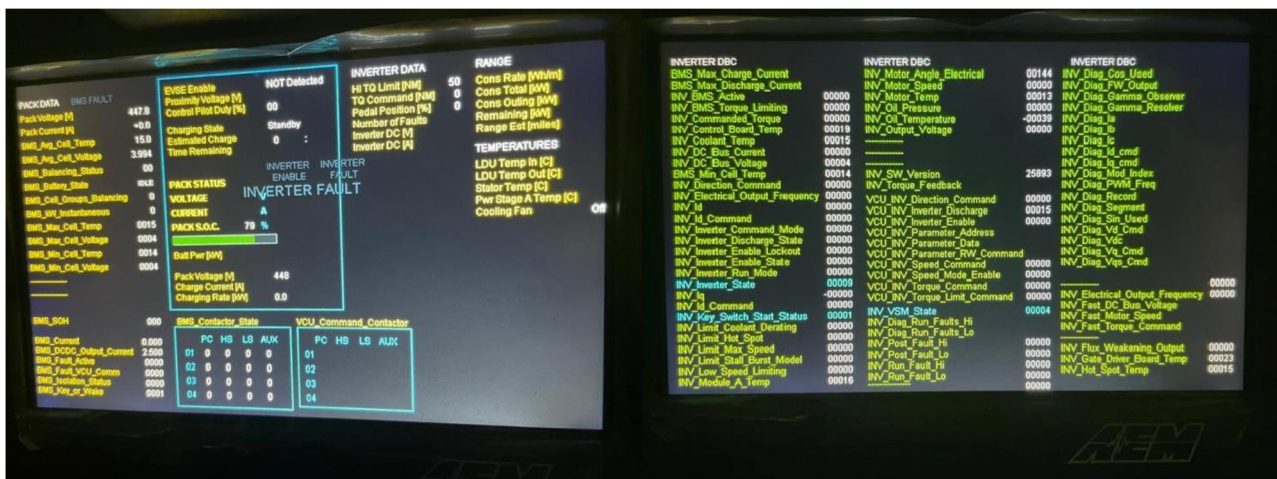 PACK DATA BMS FAULT
Pack Voltage [V] 447.8
Pack Current [A] +0.0
BMS_Avg_Cell_Temp 15.0
BMS_Avg_Cell_Voltage 3.994
BMS_Balancing_Status 00
BMS_Battery_State IDLE
BMS_Cell_Groups_Balancing 0
BMS_kW_Instantaneous 0
BMS_Max_Cell_Temp 0015
BMS_Max_Cell_Voltage 0004
BMS_Min_Cell_Temp 0014
BMS_Min_Cell_Voltage 0004
BMS_SOH 000
BMS_Current 0.000
BMS_DCDC_Output_Current 2.500
BMS_Fault_Active 0000
BMS_Fault_VCU_Comm 0000
BMS_Isolation_Status 0000
BMS_Key_or_Wake 0001
EVSE Enable NOT Detected
Proximity Voltage [V]
Control Pilot Duty [%] 00
Charging State Standby
Estimated Charge 0 :
Time Remaining
INVERTER ENABLE INVERTER FAULT
PACK STATUS INVERTER FAULT
VOLTAGE V
CURRENT A
PACK S.O.C. 79 %
Batt Pwr [kW]
Pack Voltage [V] 448
Charge Current [A]
Charging Rate [kW] 0.0
BMS_Contactor_State
PC HS LS AUX
01 0 0 0 0
02 0 0 0 0
03 0 0 0 0
04 0 0 0 0
VCU_Command_Contactor
PC HS LS AUX
01
02
03
04
INVERTER DATA
HI TQ Limit [NM] 50
TQ Command [NM] 0
Pedal Position [%] 0
Number of Faults
Inverter DC [V]
Inverter DC [A]
RANGE
Cons Rate [Wh/m]
Cons Total [kW]
Cons Outing [kW]
Remaining [kW]
Range Est [miles]
TEMPERATURES
LDU Temp In [C]
LDU Temp Out [C]
Stator Temp [C]
Pwr Stage A Temp [C]
Cooling Fan Off
INVERTER DBC
BMS_Max_Charge_Current
BMS_Max_Discharge_Current
INV_BMS_Active 00000
INV_BMS_Torque_Limiting 00000
INV_Commanded_Torque 00000
INV_Control_Board_Temp 00019
INV_Coolant_Temp 00015
INV_DC_Bus_Current 00000
INV_DC_Bus_Voltage 00004
BMS_Min_Cell_Temp 00014
INV_Direction_Command 00000
INV_Electrical_Output_Frequency 00000
INV_Id 00000
INV_Id_Command 00000
INV_Inverter_Command_Mode 00000
INV_Inverter_Discharge_State 00000
INV_Inverter_Enable_Lockout 00000
INV_Inverter_Enable_State 00000
INV_Inverter_Run_Mode 00000
INV_Inverter_State 00009
INV_Iq -00000
INV_Id_Command 00000
INV_Key_Switch_Start_Status 00001
INV_Limit_Coolant_Derating 00000
INV_Limit_Hot_Spot 00000
INV_Limit_Max_Speed 00000
INV_Limit_Stall_Burst_Model 00000
INV_Low_Speed_Limiting 00000
INV_Module_A_Temp 00016
INVERTER DBC
INV_Motor_Angle_Electrical 00144
INV_Motor_Speed 00000
INV_Motor_Temp 00013
INV_Oil_Pressure 00000
INV_Oil_Temperature -00039
INV_Output_Voltage 00000
INV_SW_Version 25893
INV_Torque_Feedback
VCU_INV_Direction_Command 00000
VCU_INV_Inverter_Discharge 00015
VCU_INV_Inverter_Enable 00000
VCU_INV_Parameter_Address
VCU_INV_Parameter_Data
VCU_INV_Parameter_RW_Command
VCU_INV_Speed_Command 00000
VCU_INV_Speed_Mode_Enable 00000
VCU_INV_Torque_Command 00000
VCU_INV_Torque_Limit_Command 00000
INV_VSM_State 00004
INV_Diag_Run_Faults_Hi
INV_Diag_Run_Faults_Lo
INV_Post_Fault_Hi 00000
INV_Post_Fault_Lo 00000
INV_Run_Fault_Hi 00000
INV_Run_Fault_Lo 00000
00000
INVERTER DBC
INV_Diag_Cos_Used
INV_Diag_FW_Output
INV_Diag_Gamma_Observer
INV_Diag_Gamma_Resolver
INV_Diag_Ia
INV_Diag_Ib
INV_Diag_Ic
INV_Diag_Id_cmd
INV_Diag_Iq_cmd
INV_Diag_Mod_Index
INV_Diag_PWM_Freq
INV_Diag_Record
INV_Diag_Segment
INV_Diag_Sin_Used
INV_Diag_Vd_Cmd
INV_Diag_Vdc
INV_Diag_Vq_Cmd
INV_Diag_Vqs_Cmd
00000
INV_Electrical_Output_Frequency 00000
INV_Fast_DC_Bus_Voltage
INV_Fast_Motor_Speed
INV_Fast_Torque_Command
INV_Flux_Weakening_Output 00000
INV_Gate_Driver_Board_Temp 00023
INV_Hot_Spot_Temp 00015
AEM
AEM